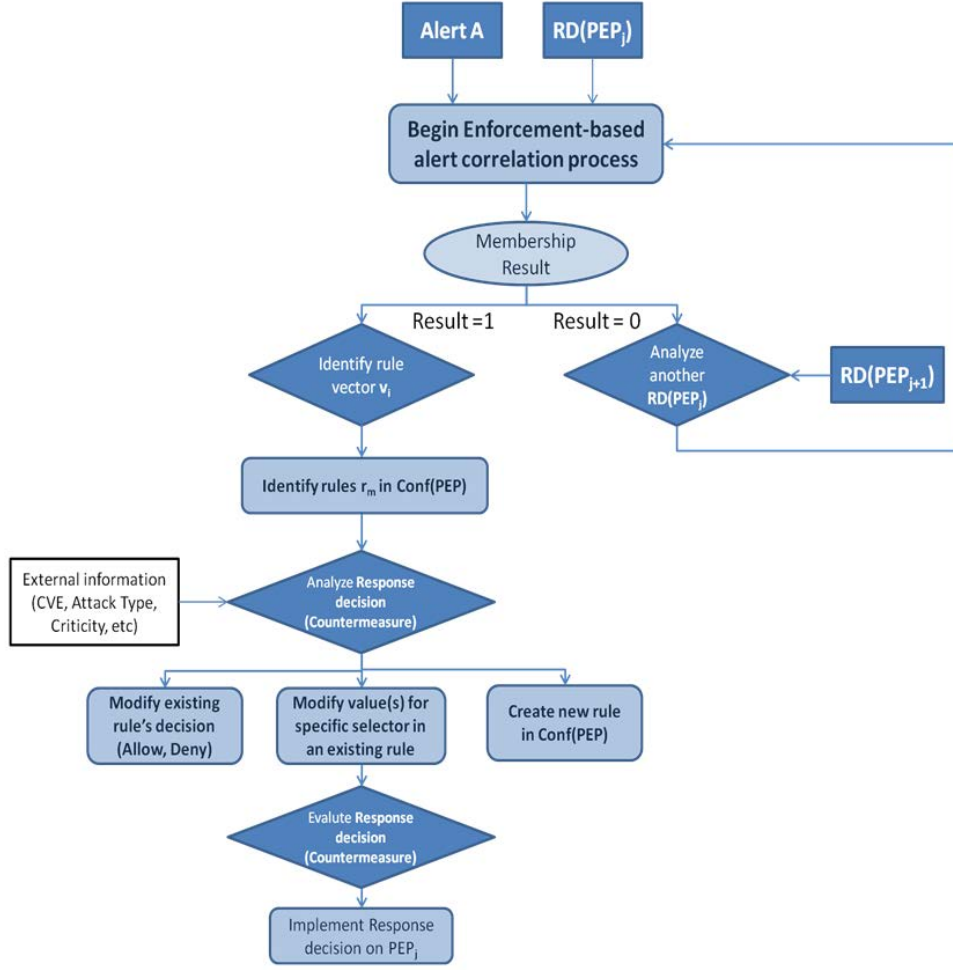 Alert A
RD(PEPj)
Begin Enforcement-based
alert correlation process
Membership
Result
Result =1
Result = 0
Identify rule
vector vi
Analyze
another
RD(PEPj)
RD(PEPj+1)
Identify rules rm in Conf(PEP)
External information
(CVE, Attack Type,
Criticity, etc)
Analyze Response
decision
(Countermeasure)
Modify existing
rule's decision
(Allow, Deny)
Modify value(s) for
specific selector in
an existing rule
Create new rule
in Conf(PEP)
Evalute Response
decision
(Countermeasure)
Implement Response
decision on PEPj